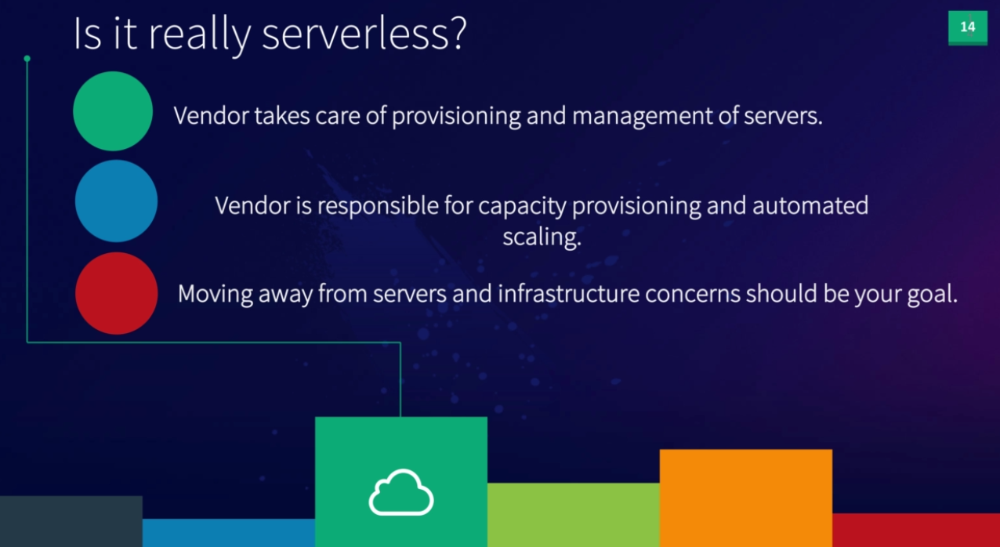 Is it really serverless?
14
Vendor takes care of provisioning and management of servers.
Vendor is responsible for capacity provisioning and automated
scaling.
Moving away from servers and infrastructure concerns should be your goal.